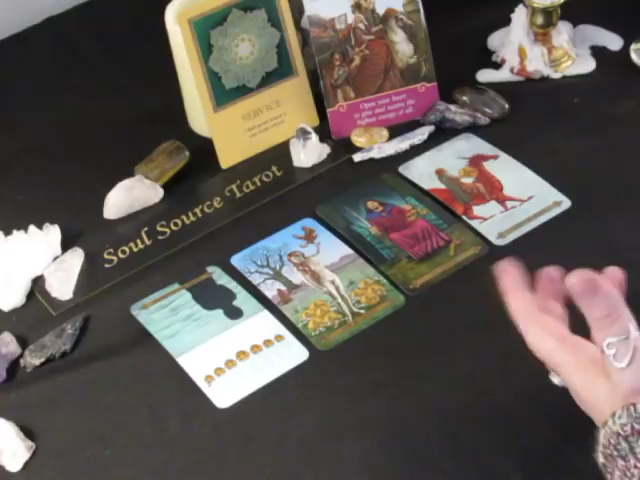 SERVICE
Open your heart
to give and receive the
highest energy of all.
Soul Source Tarot